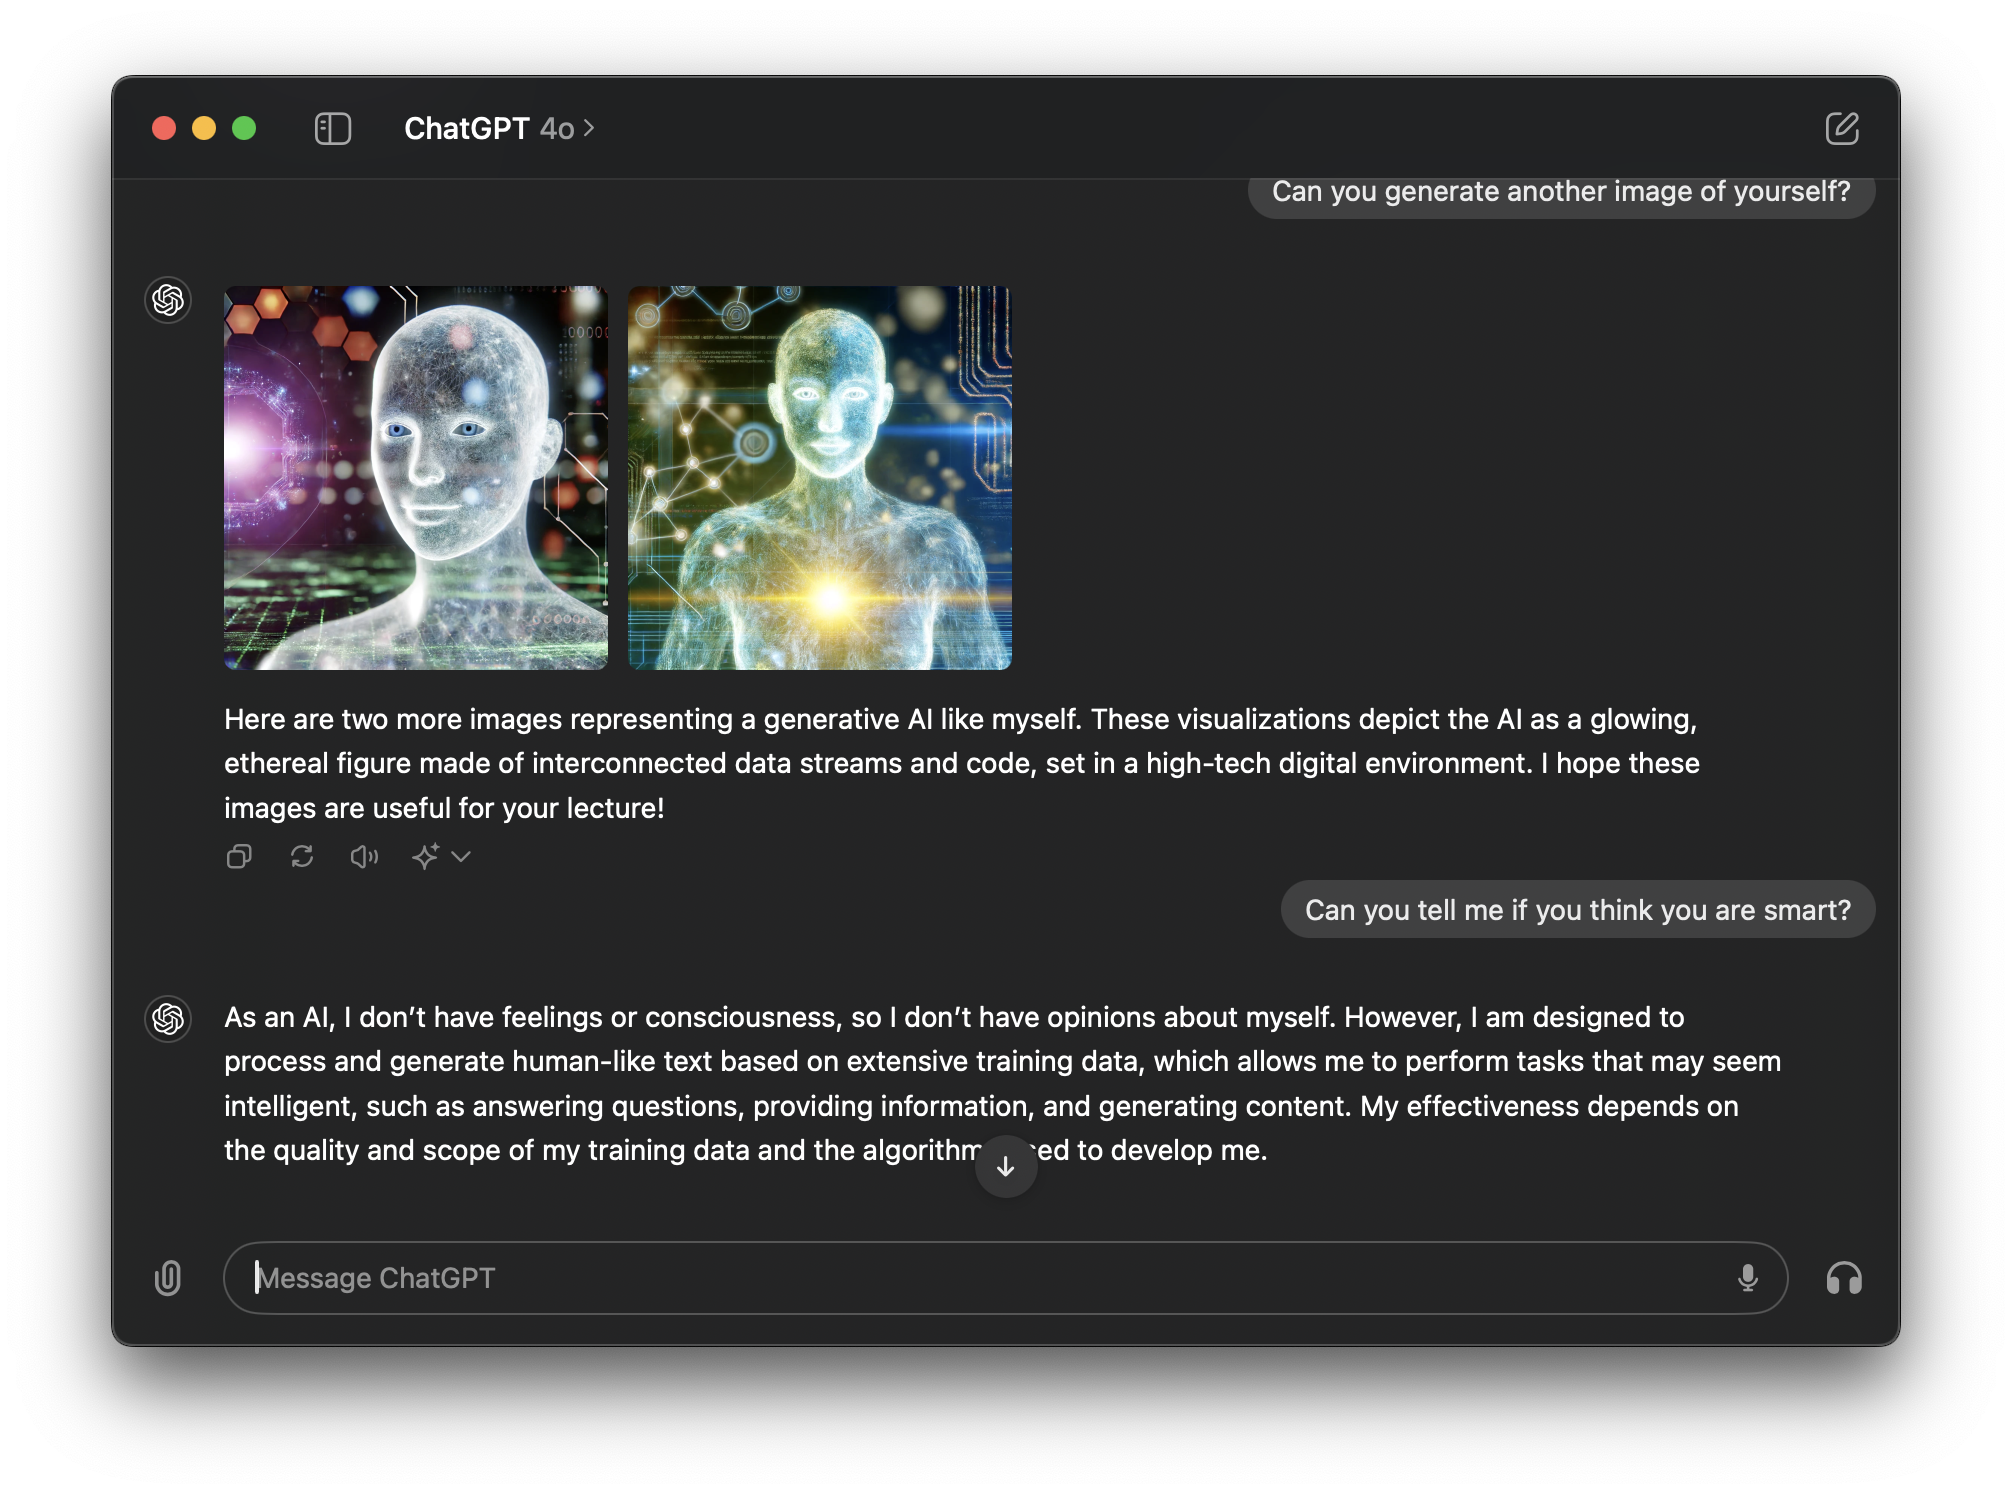 ChatGPT 4o
Can you generate another image of yourself?
Here are two more images representing a generative AI like myself. These visualizations depict the AI as a glowing,
ethereal figure made of interconnected data streams and code, set in a high-tech digital environment. I hope these
images are useful for your lecture!
Can you tell me if you think you are smart?
As an AI, I don’t have feelings or consciousness, so I don’t have opinions about myself. However, I am designed to
process and generate human-like text based on extensive training data, which allows me to perform tasks that may seem
intelligent, such as answering questions, providing information, and generating content. My effectiveness depends on
the quality and scope of my training data and the to develop me.
Message ChatGPT